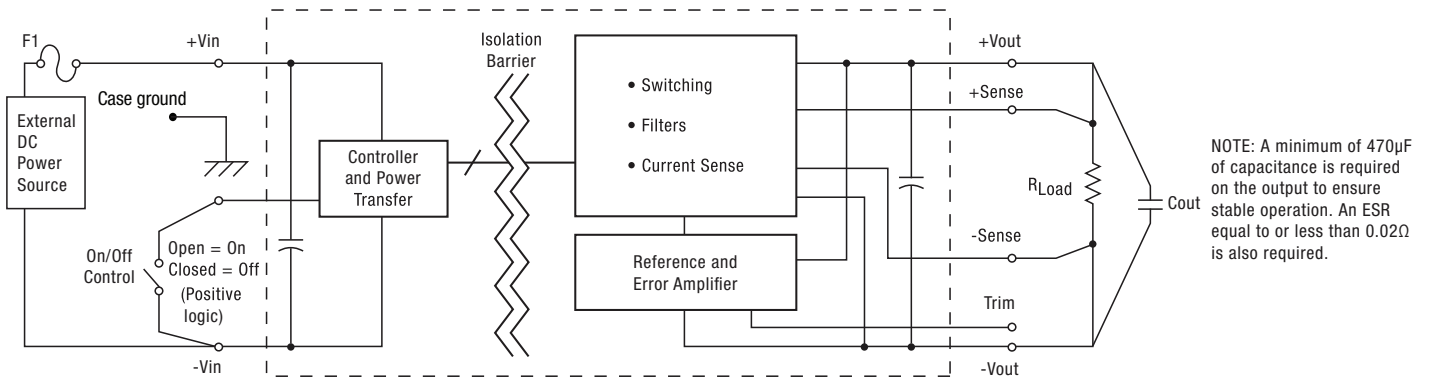 F1
+Vin
Isolation
Barrier
+Vout
+Sense
Case ground
External
DC
Power
Source
Controller
and Power
Transfer
• Switching
• Filters
• Current Sense
RLoad
Cout
NOTE: A minimum of 470µF
of capacitance is required
on the output to ensure
stable operation. An ESR
equal to or less than 0.02Ω
is also required.
On/Off
Control
Open = On
Closed = Off
(Positive
logic)
Reference and
Error Amplifier
-Sense
Trim
-Vin
-Vout